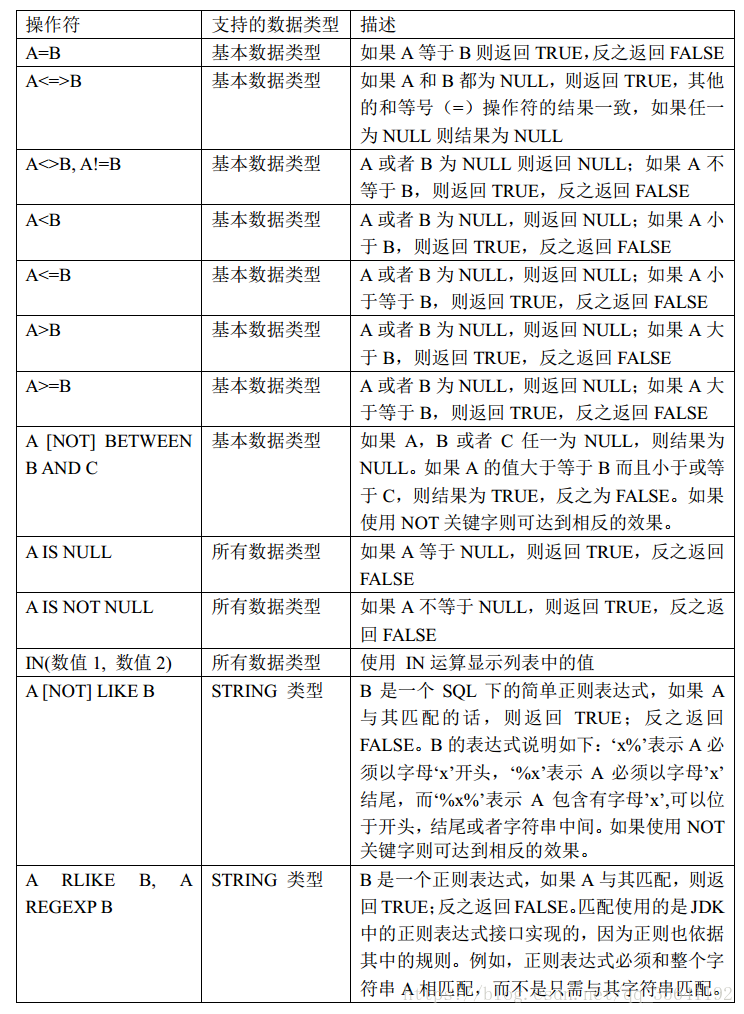 操作符 支持的数据类型 描述
A=B 基本数据类型 如果 A 等于 B 则返回 TRUE，反之返回 FALSE
A<=>B 基本数据类型 如果 A 和 B 都为 NULL，则返回 TRUE，其他
的和等号（=）操作符的结果一致，如果任一
为 NULL 则结果为 NULL
A<>B, A!=B 基本数据类型 A 或者 B 为 NULL 则返回 NULL；如果 A 不
等于 B，则返回 TRUE，反之返回 FALSE
A<B 基本数据类型 A 或者 B 为 NULL，则返回 NULL；如果 A 小
于 B，则返回 TRUE，反之返回 FALSE
A<=B 基本数据类型 A 或者 B 为 NULL，则返回 NULL；如果 A 小
于等于 B，则返回 TRUE，反之返回 FALSE
A>B 基本数据类型 A 或者 B 为 NULL，则返回 NULL；如果 A 大
于 B，则返回 TRUE，反之返回 FALSE
A>=B 基本数据类型 A 或者 B 为 NULL，则返回 NULL；如果 A 大
于等于 B，则返回 TRUE，反之返回 FALSE
A [NOT] BETWEEN 基本数据类型 如果 A，B 或者 C 任一为 NULL，则结果为
B AND C NULL。如果 A 的值大于等于 B 而且小于或等
于 C，则结果为 TRUE，反之为 FALSE。如果
使用 NOT 关键字则可达到相反的效果。
A IS NULL 所有数据类型 如果 A 等于 NULL，则返回 TRUE，反之返回
FALSE
A IS NOT NULL 所有数据类型 如果 A 不等于 NULL，则返回 TRUE，反之返
回 FALSE
IN(数值 1, 数值 2) 所有数据类型 使用 IN 运算显示列表中的值
A [NOT] LIKE B STRING 类型 B 是一个 SQL 下的简单正则表达式，如果 A
与其匹配的话，则返回 TRUE；反之返回
FALSE。B 的表达式说明如下：‘x%’表示 A 必
须以字母‘x’开头，‘%x’表示 A 必须以字母’x’
结尾，而‘%x%’表示 A 包含有字母’x’,可以位
于开头，结尾或者字符串中间。如果使用 NOT
关键字则可达到相反的效果。
A RLIKE B, A STRING 类型 B 是一个正则表达式，如果 A 与其匹配，则返
REGEXP B 回 TRUE；反之返回 FALSE。匹配使用的是 JDK
中的正则表达式接口实现的，因为正则也依据
其中的规则。例如，正则表达式必须和整个字
符串 A 相匹配，而不是只需与其字符串匹配。